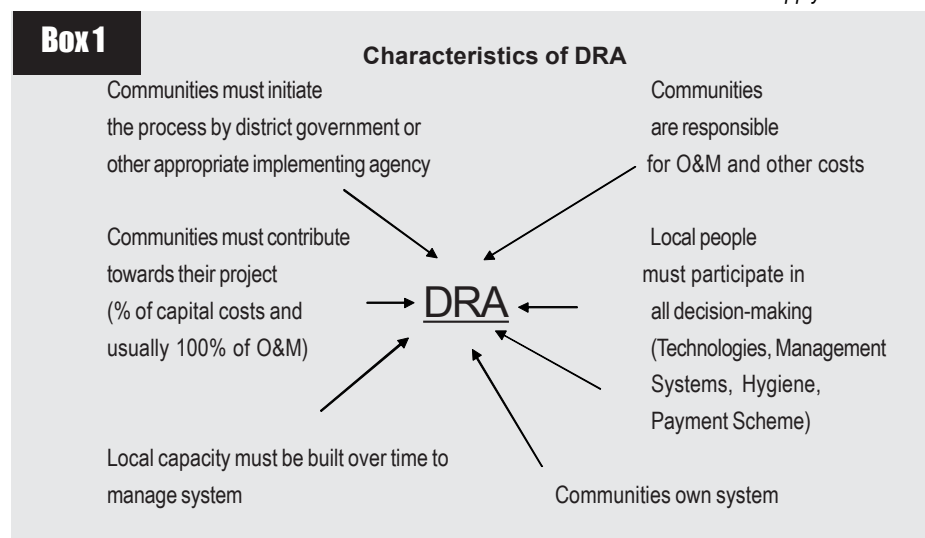 Box 1
Characteristics of DRA
Communities must initiate
the process by district government or
other appropriate implementing agency
Communities
are responsible
for O&M and other costs
Communities must contribute
towards their project
(% of capital costs and
usually 100% of O&M)
DRA
Local people
must participate in
all decision-making
(Technologies, Management
Systems, Hygiene,
Payment Scheme)
Local capacity must be built over time to
manage system
Communities own system